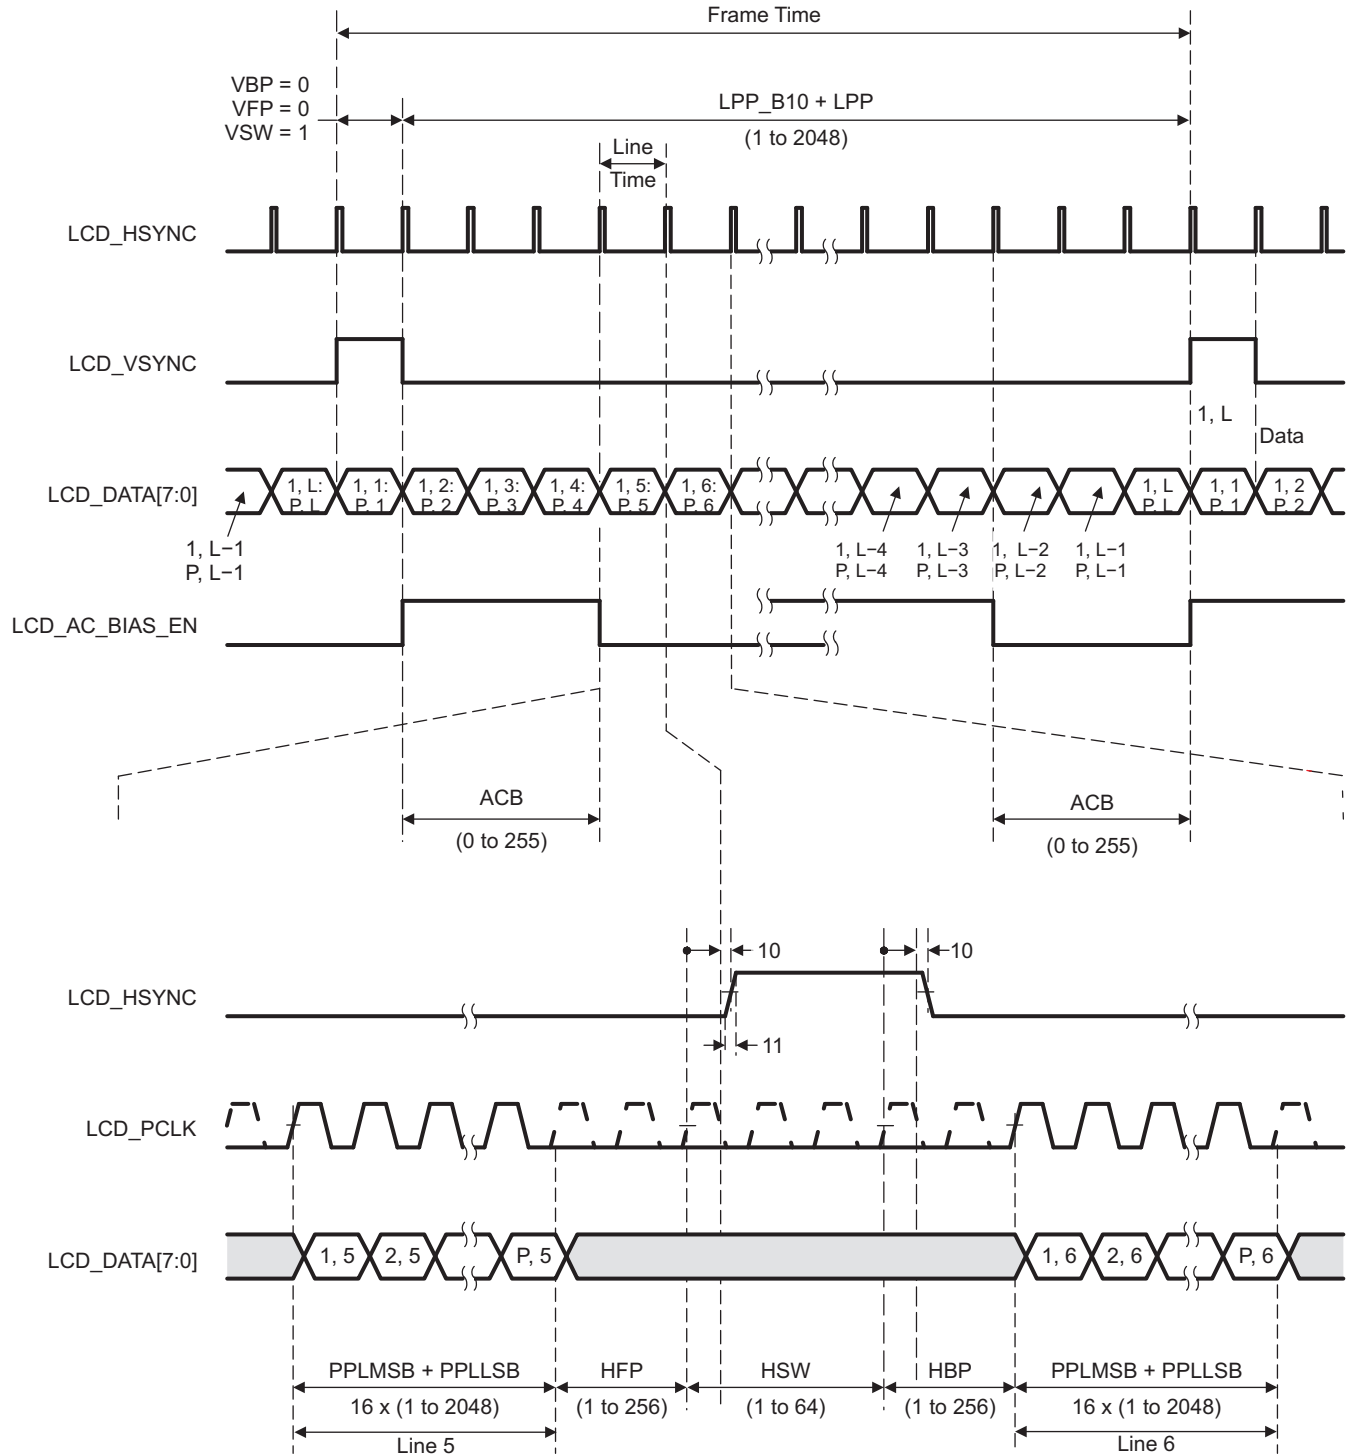 Frame Time
VBP = 0
VFP = 0
VSW = 1
LPP_B10 + LPP
(1 to 2048)
Line
Time
LCD_HSYNC
LCD_VSYNC
1, L
Data
LCD_DATA[7:0]
1, L: 1, 1: 1, 2: 1, 3: 1, 4: 1, 5: 1, 6: 1, L 1, 1 1, 2
P, L P, 1 P, 2 P, 3 P, 4 P, 5 P, 6 P, L P, 1 P, 2
1, L−1 1, L−4 1, L−3 1, L−2 1, L−1
P, L−1 P, L−4 P, L−3 P, L−2 P, L−1
LCD_AC_BIAS_EN
ACB ACB
(0 to 255) (0 to 255)
10 10
LCD_HSYNC
11
LCD_PCLK
LCD_DATA[7:0] 1, 5 2, 5 P, 5 1, 6 2, 6 P, 6
PPLMSB + PPLLSB HFP HSW HBP PPLMSB + PPLLSB
16 x (1 to 2048) (1 to 256) (1 to 64) (1 to 256) 16 x (1 to 2048)
Line 5 Line 6